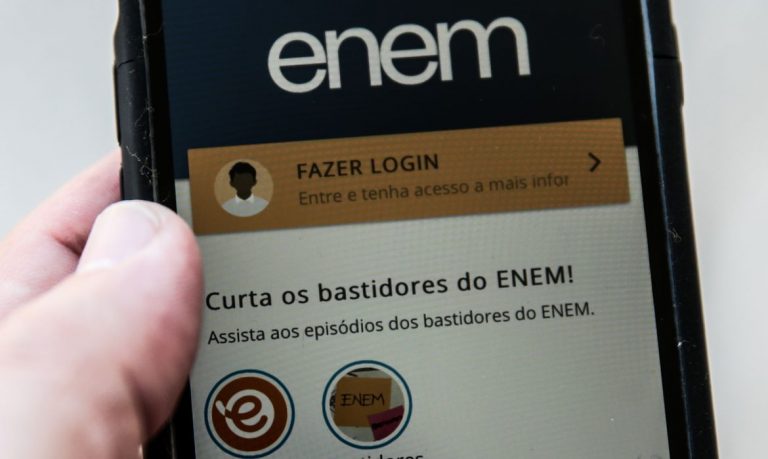 enem
FAZER LOGIN
Entre e tenha acesso a mais infor
Curta os bastidores do ENEM!
Assista aos episódios dos bastidores do ENEM.
e
ENEM